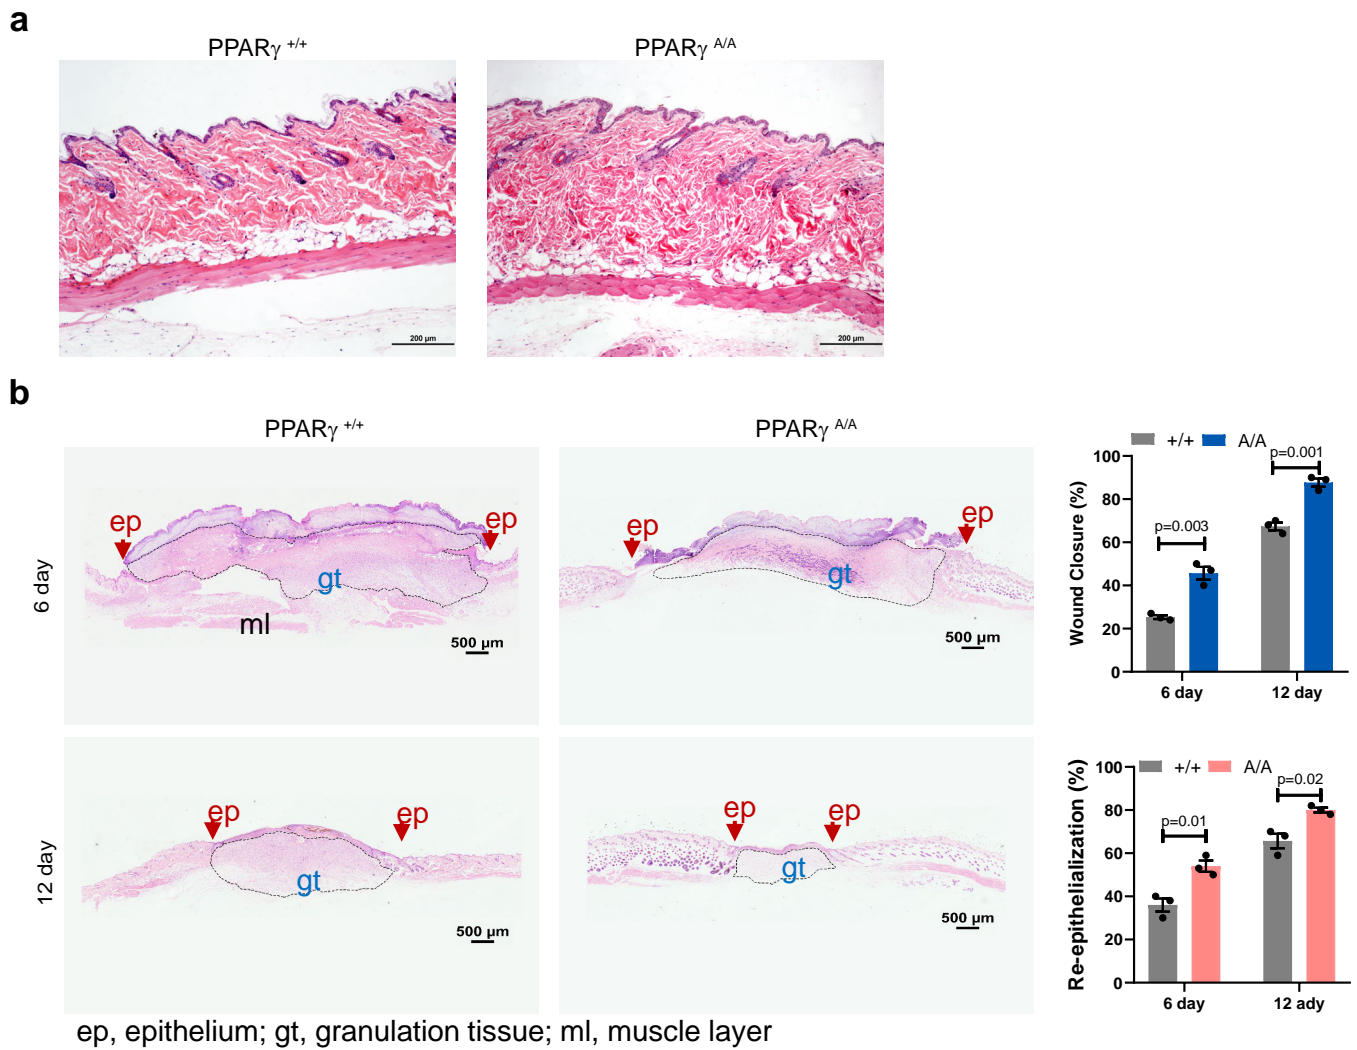 a
PPARγ +/+
PPARγ A/A
200 µm
200 µm
b
PPARγ +/+
PPARγ A/A
6 day
ep
ep
gt
ml
500 µm
ep
ep
gt
500 µm
+/+ A/A
Wound Closure (%)
100
80
60
40
20
0
p=0.003
p=0.001
6 day
12 day
12 day
ep
ep
gt
500 µm
ep
ep
gt
500 µm
+/+ A/A
Re-epithelialization (%)
100
80
60
40
20
0
p=0.01
p=0.02
6 day
12 ady
ep, epithelium; gt, granulation tissue; ml, muscle layer